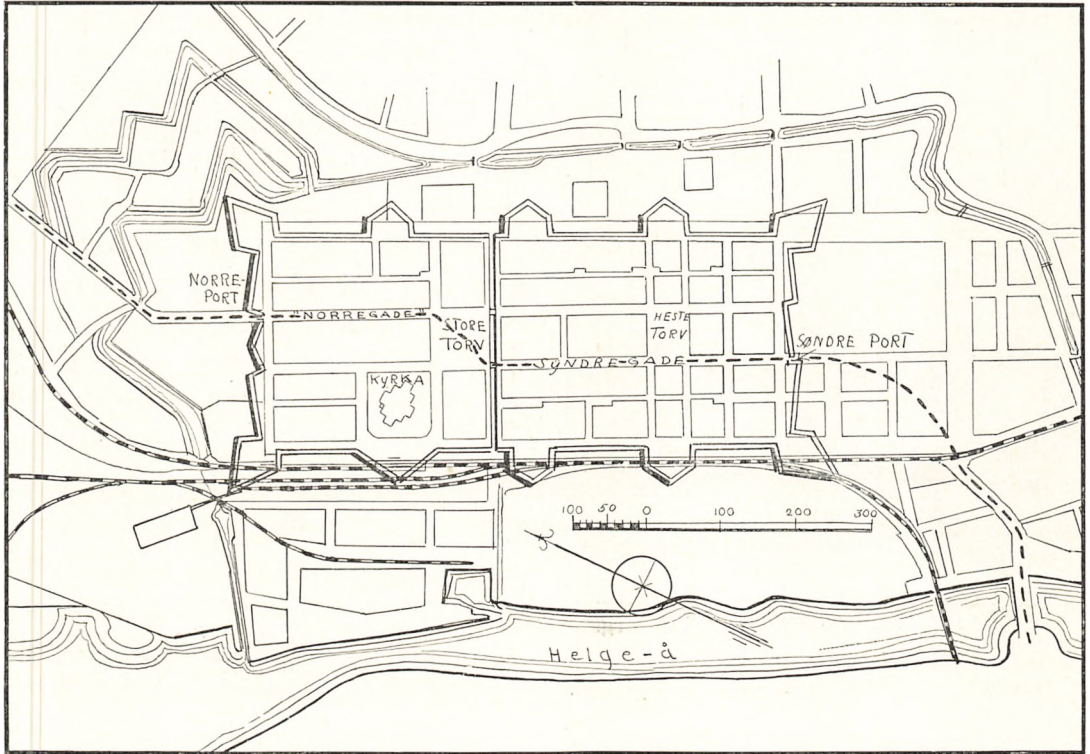 NORRE-
PORT
"NORREGADE"
STORE
TORV
HESTE
TORV
SYNDRE-GADE
SØNDRE PORT
KYRKA
100 50 0 100 200 300
Helge-å